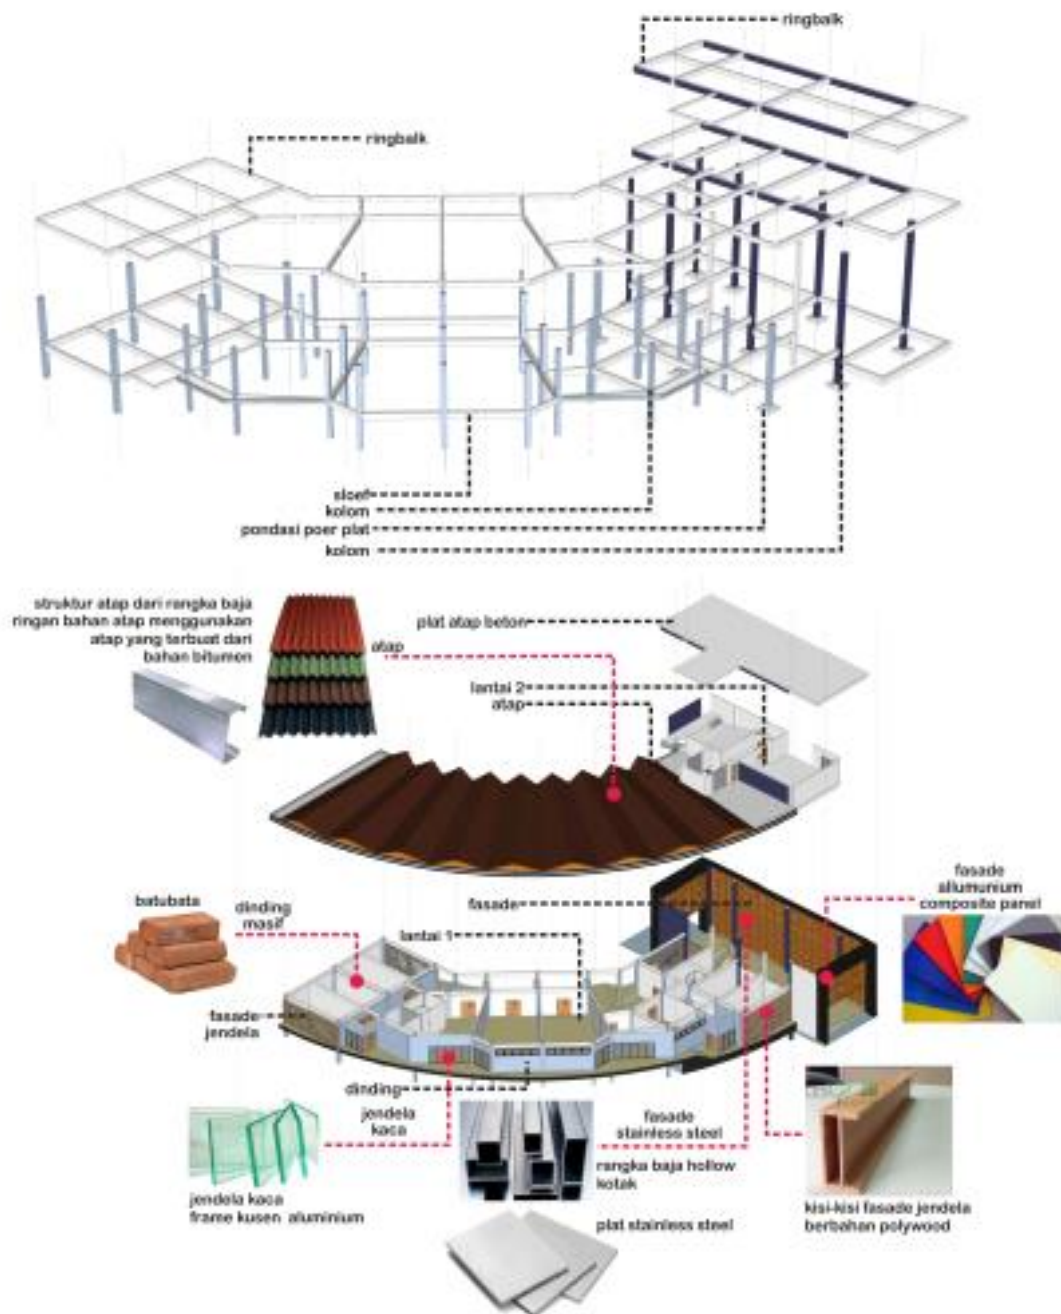 ringbalk
ringbalk
sloef
kolom
pondasi poer plat
kolom
struktur atap dari rangka baja
ringan bahan atap menggunakan
atap yang terbuat dari
bahan bitumen
atap
plat atap beton
lantai 2
atap
batubata
dinding
masif
fasade
lantai 1
fasade
allumunium
composite panel
fasade
jendela
dinding
jendela
kaca
fasade
stainless steel
rangka baja hollow
kotak
jendela kaca
frame kusen aluminium
plat stainless steel
kisi-kisi fasade jendela
berbahan polywood